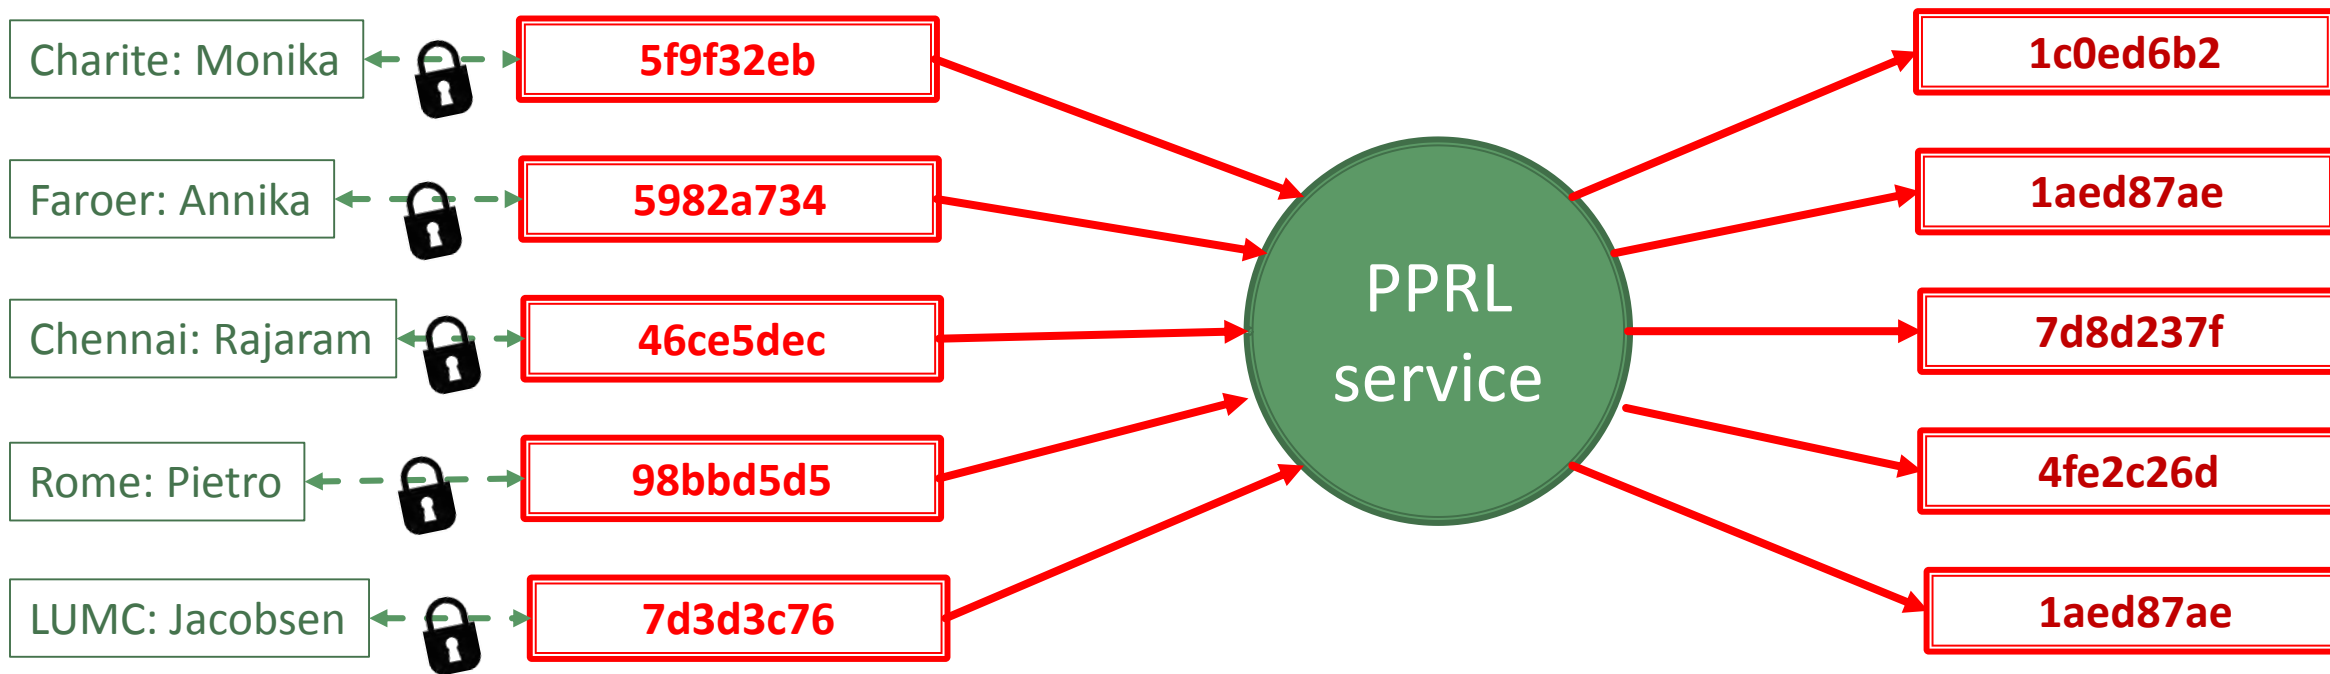 Charite: Monika
5f9f32eb
1c0ed6b2
Faroer: Annika
5982a734
1aed87ae
Chennai: Rajaram
46ce5dec
PPRL
service
7d8d237f
Rome: Pietro
98bbd5d5
4fe2c26d
LUMC: Jacobsen
7d3d3c76
1aed87ae